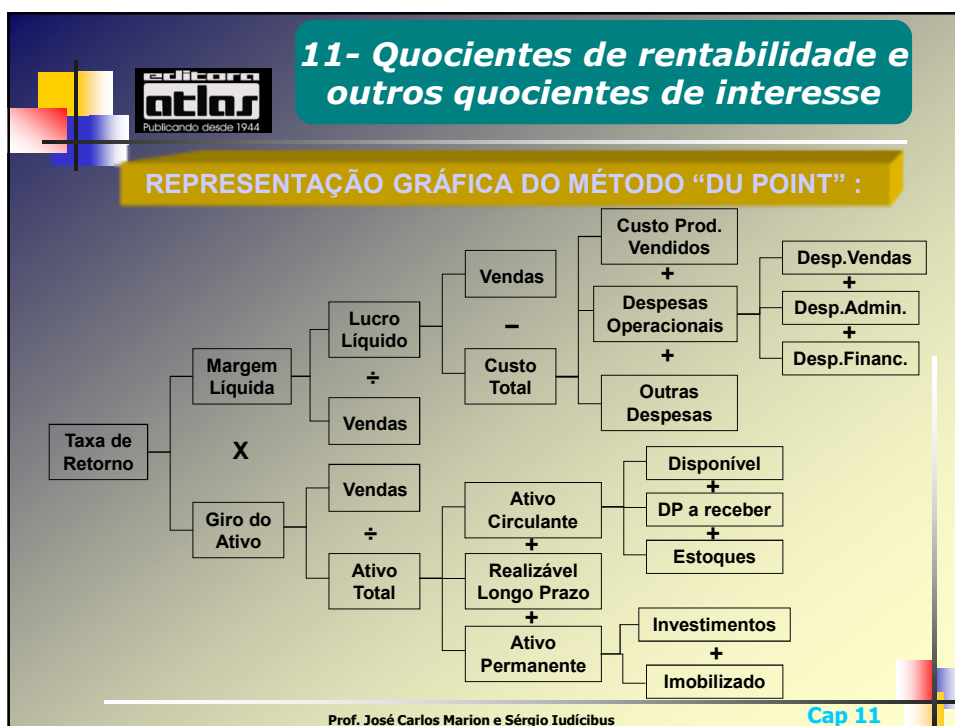 11- Quocientes de rentabilidade e
outros quocientes de interesse
editora
atlas
Publicando desde 1944
REPRESENTAÇÃO GRÁFICA DO MÉTODO “DU POINT” :
Taxa de
Retorno
X
Margem
Líquida
Lucro
Líquido
÷
Vendas
Vendas
–
Custo
Total
Custo Prod.
Vendidos
+
Despesas
Operacionais
+
Outras
Despesas
Desp.Vendas
+
Desp.Admin.
+
Desp.Financ.
Giro do
Ativo
Vendas
÷
Ativo
Total
Ativo
Circulante
+
Realizável
Longo Prazo
+
Ativo
Permanente
Disponível
+
DP a receber
+
Estoques
Investimentos
+
Imobilizado
Prof. José Carlos Marion e Sérgio Iudícibus
Cap 11